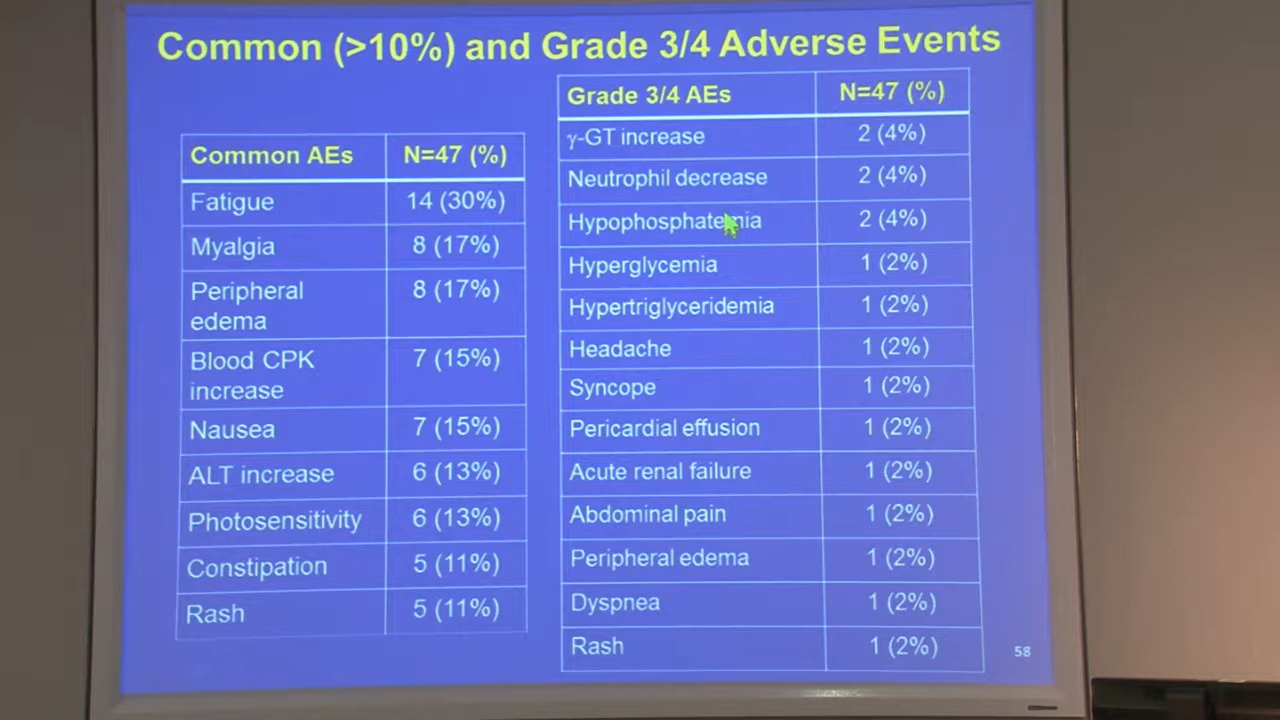 Common (>10%) and Grade 3/4 Adverse Events
Common AEs N=47 (%)
Fatigue 14 (30%)
Myalgia 8 (17%)
Peripheral edema 8 (17%)
Blood CPK increase 7 (15%)
Nausea 7 (15%)
ALT increase 6 (13%)
Photosensitivity 6 (13%)
Constipation 5 (11%)
Rash 5 (11%)
Grade 3/4 AEs N=47 (%)
γ-GT increase 2 (4%)
Neutrophil decrease 2 (4%)
Hypophosphatemia 2 (4%)
Hyperglycemia 1 (2%)
Hypertriglyceridemia 1 (2%)
Headache 1 (2%)
Syncope 1 (2%)
Pericardial effusion 1 (2%)
Acute renal failure 1 (2%)
Abdominal pain 1 (2%)
Peripheral edema 1 (2%)
Dyspnea 1 (2%)
Rash 1 (2%)
58